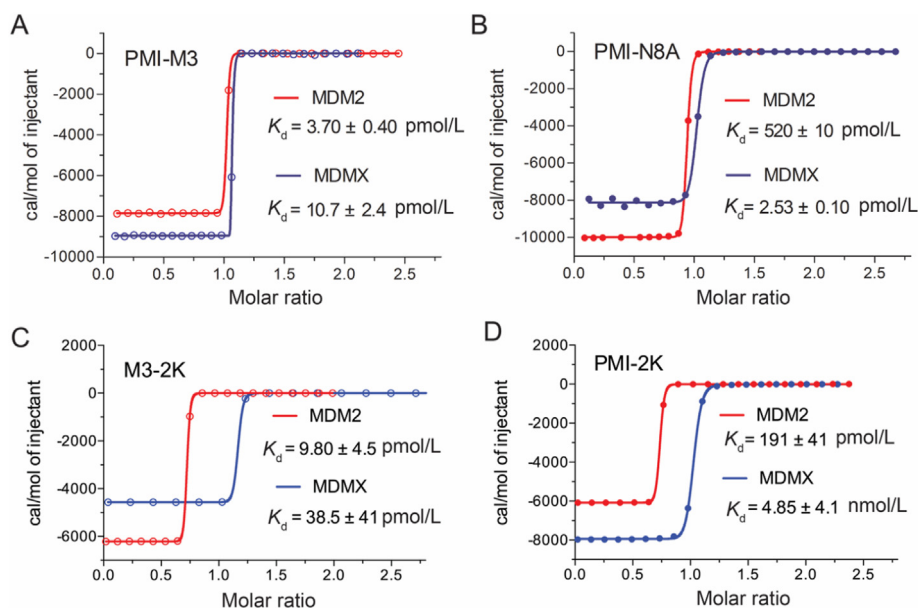 A
PMI-M3
0
-2000
-4000
-6000
-8000
-10000
cal/mol of injectant
MDM2
Kd = 3.70 ± 0.40 pmol/L
MDMX
Kd = 10.7 ± 2.4 pmol/L
0.0 0.5 1.0 1.5 2.0 2.5
Molar ratio
B
PMI-N8A
0
-2000
-4000
-6000
-8000
-10000
cal/mol of injectant
MDM2
Kd = 520 ± 10 pmol/L
MDMX
Kd = 2.53 ± 0.10 pmol/L
0.0 0.5 1.0 1.5 2.0 2.5
Molar ratio
C
M3-2K
2000
0
-2000
-4000
-6000
cal/mol of injectant
MDM2
Kd = 9.80 ± 4.5 pmol/L
MDMX
Kd = 38.5 ± 41 pmol/L
0.0 0.5 1.0 1.5 2.0 2.5
Molar ratio
D
PMI-2K
2000
0
-2000
-4000
-6000
-8000
cal/mol of injectant
MDM2
Kd = 191 ± 41 pmol/L
MDMX
Kd = 4.85 ± 4.1 nmol/L
0.0 0.5 1.0 1.5 2.0 2.5
Molar ratio